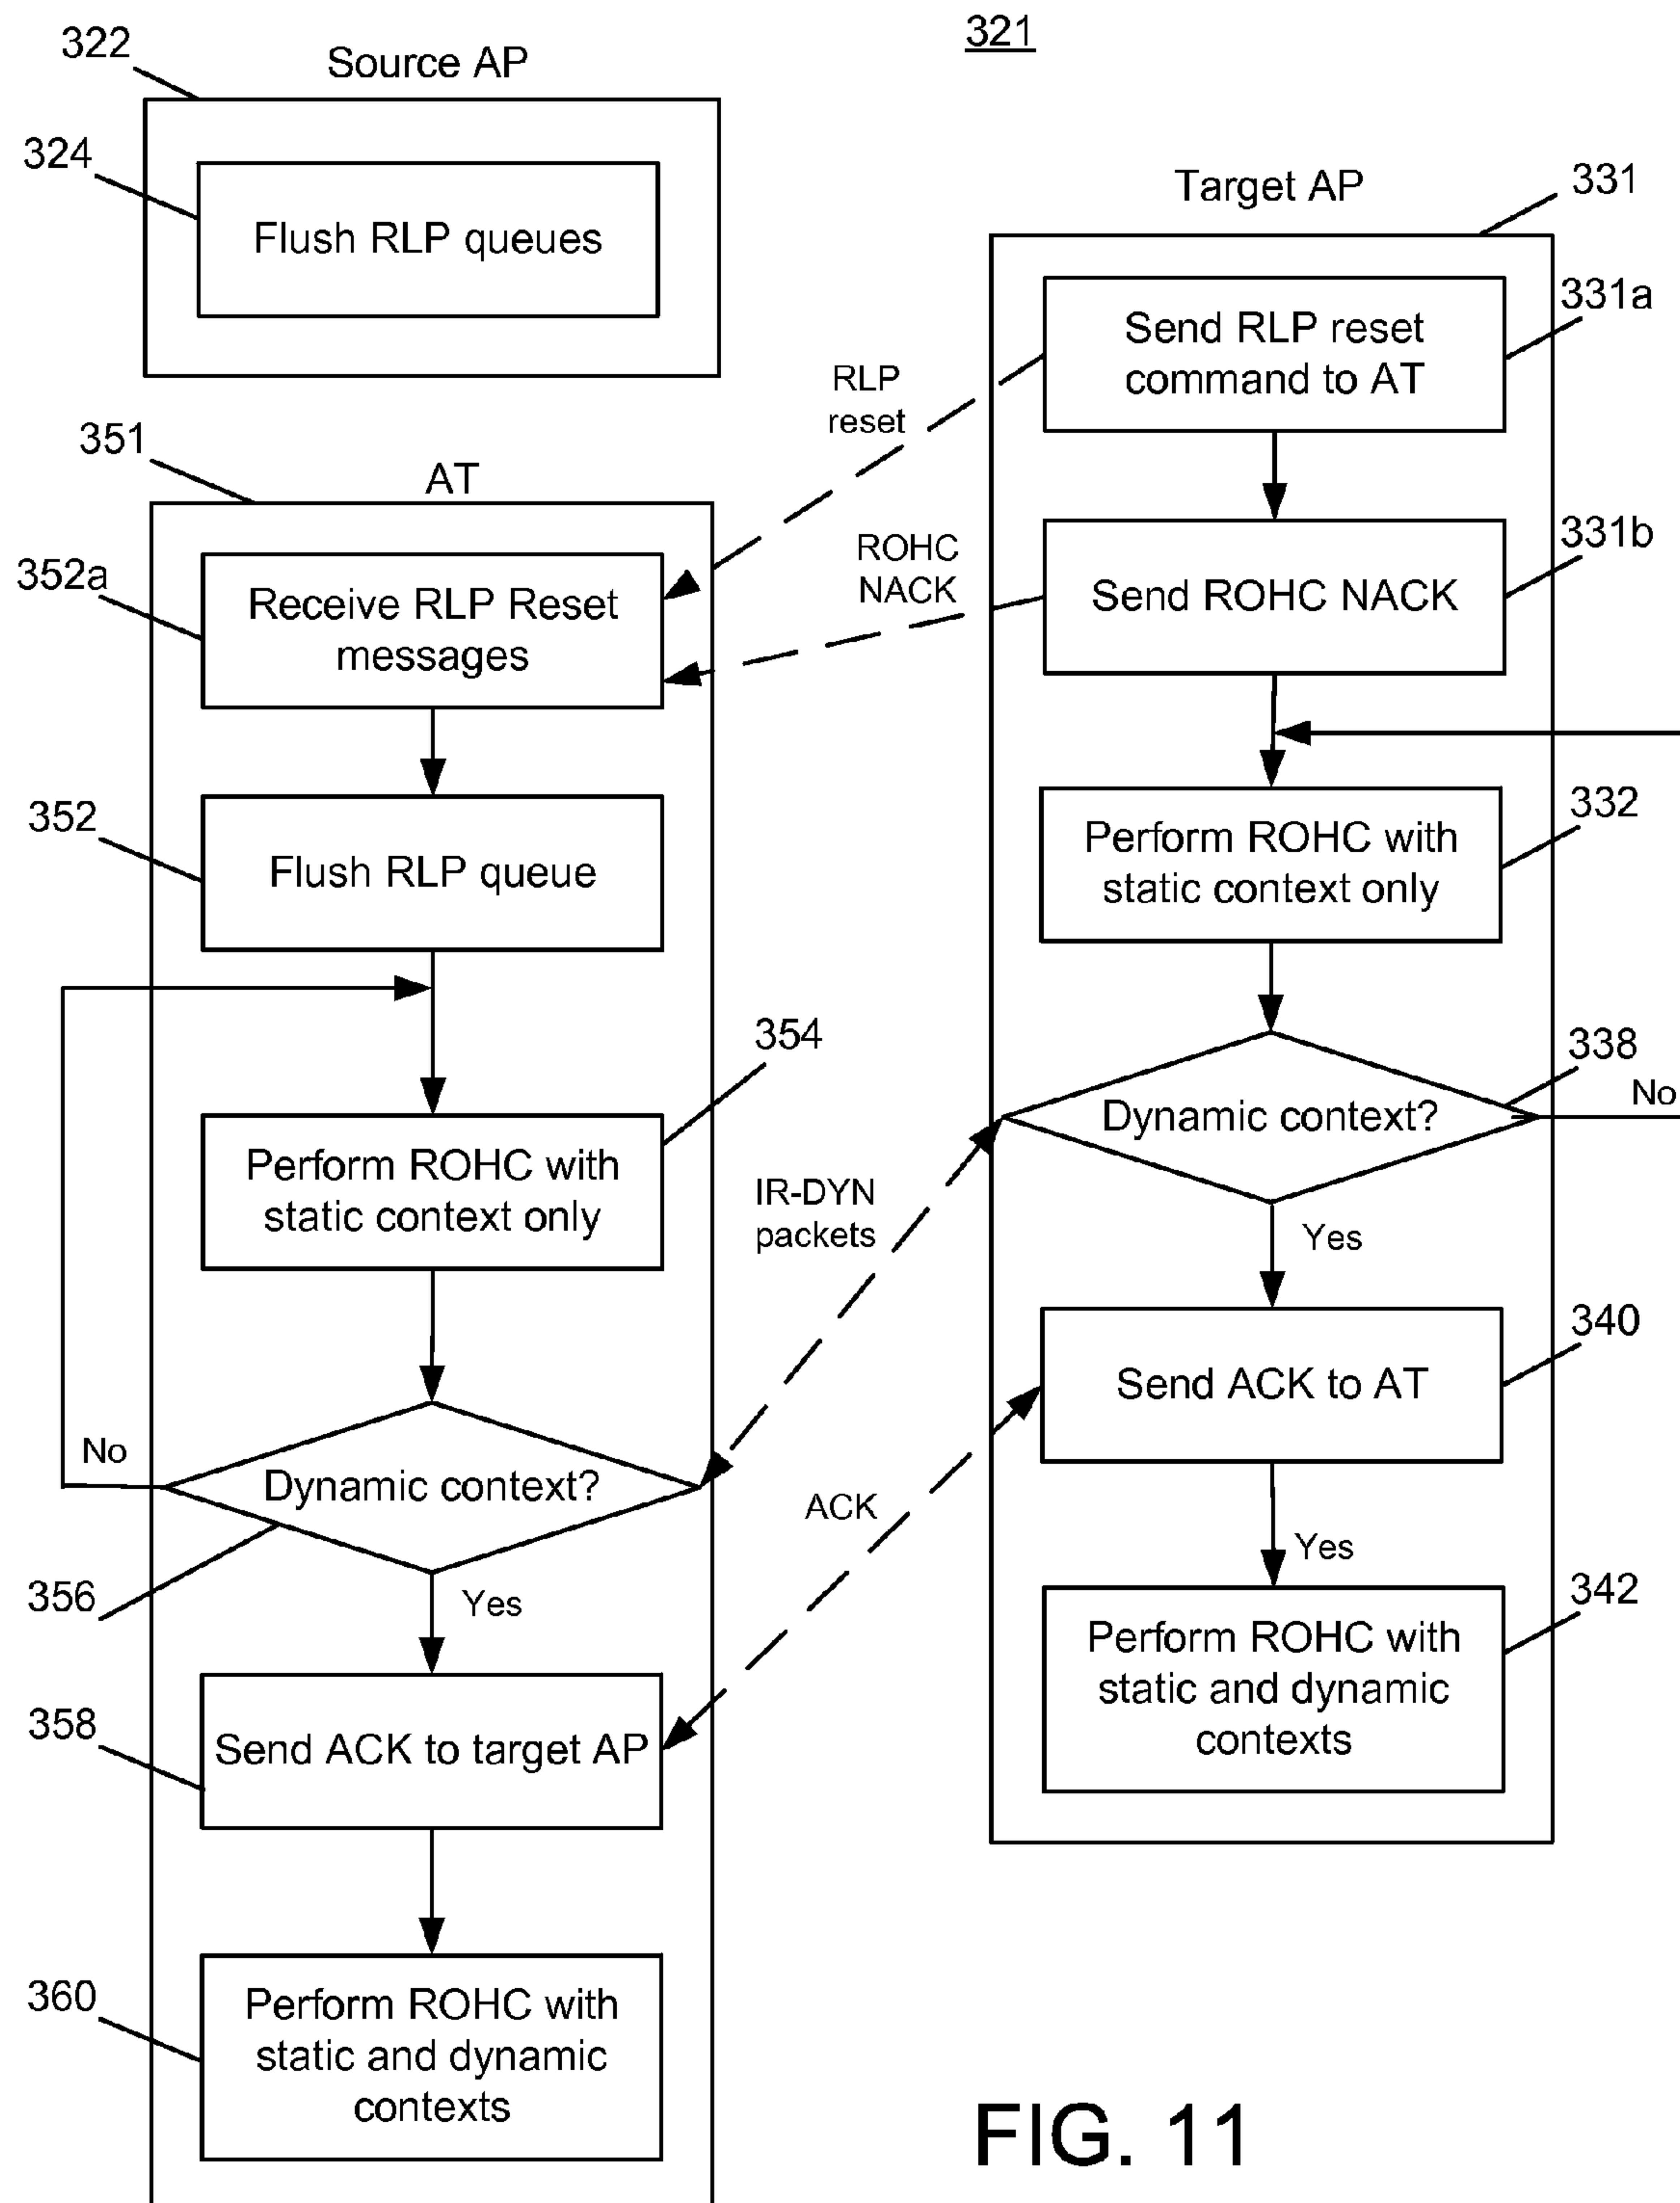 321
322
Source AP
324
Flush RLP queues
Target AP
331
331a
Send RLP reset
command to AT
RLP
reset
351
AT
ROHC
NACK
331b
Send ROHC NACK
352a
Receive RLP Reset
messages
352
Flush RLP queue
332
Perform ROHC with
static context only
354
Perform ROHC with
static context only
338
Dynamic context?
No
IR-DYN
packets
Yes
340
Send ACK to AT
No
Dynamic context?
356
Yes
ACK
Yes
342
Perform ROHC with
static and dynamic
contexts
358
Send ACK to target AP
360
Perform ROHC with
static and dynamic
contexts
FIG. 11